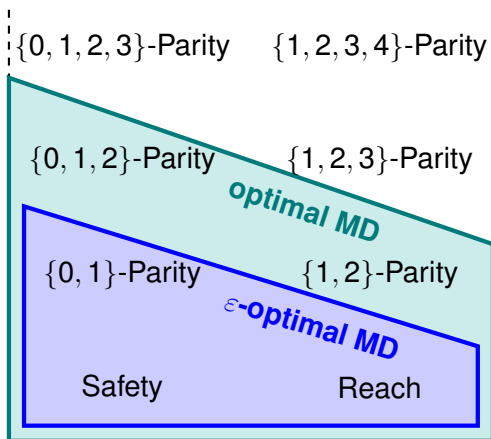 {0, 1, 2, 3}-Parity {1, 2, 3, 4}-Parity
{0, 1, 2}-Parity {1, 2, 3}-Parity
optimal MD
{0, 1}-Parity {1, 2}-Parity
ε-optimal MD
Safety Reach